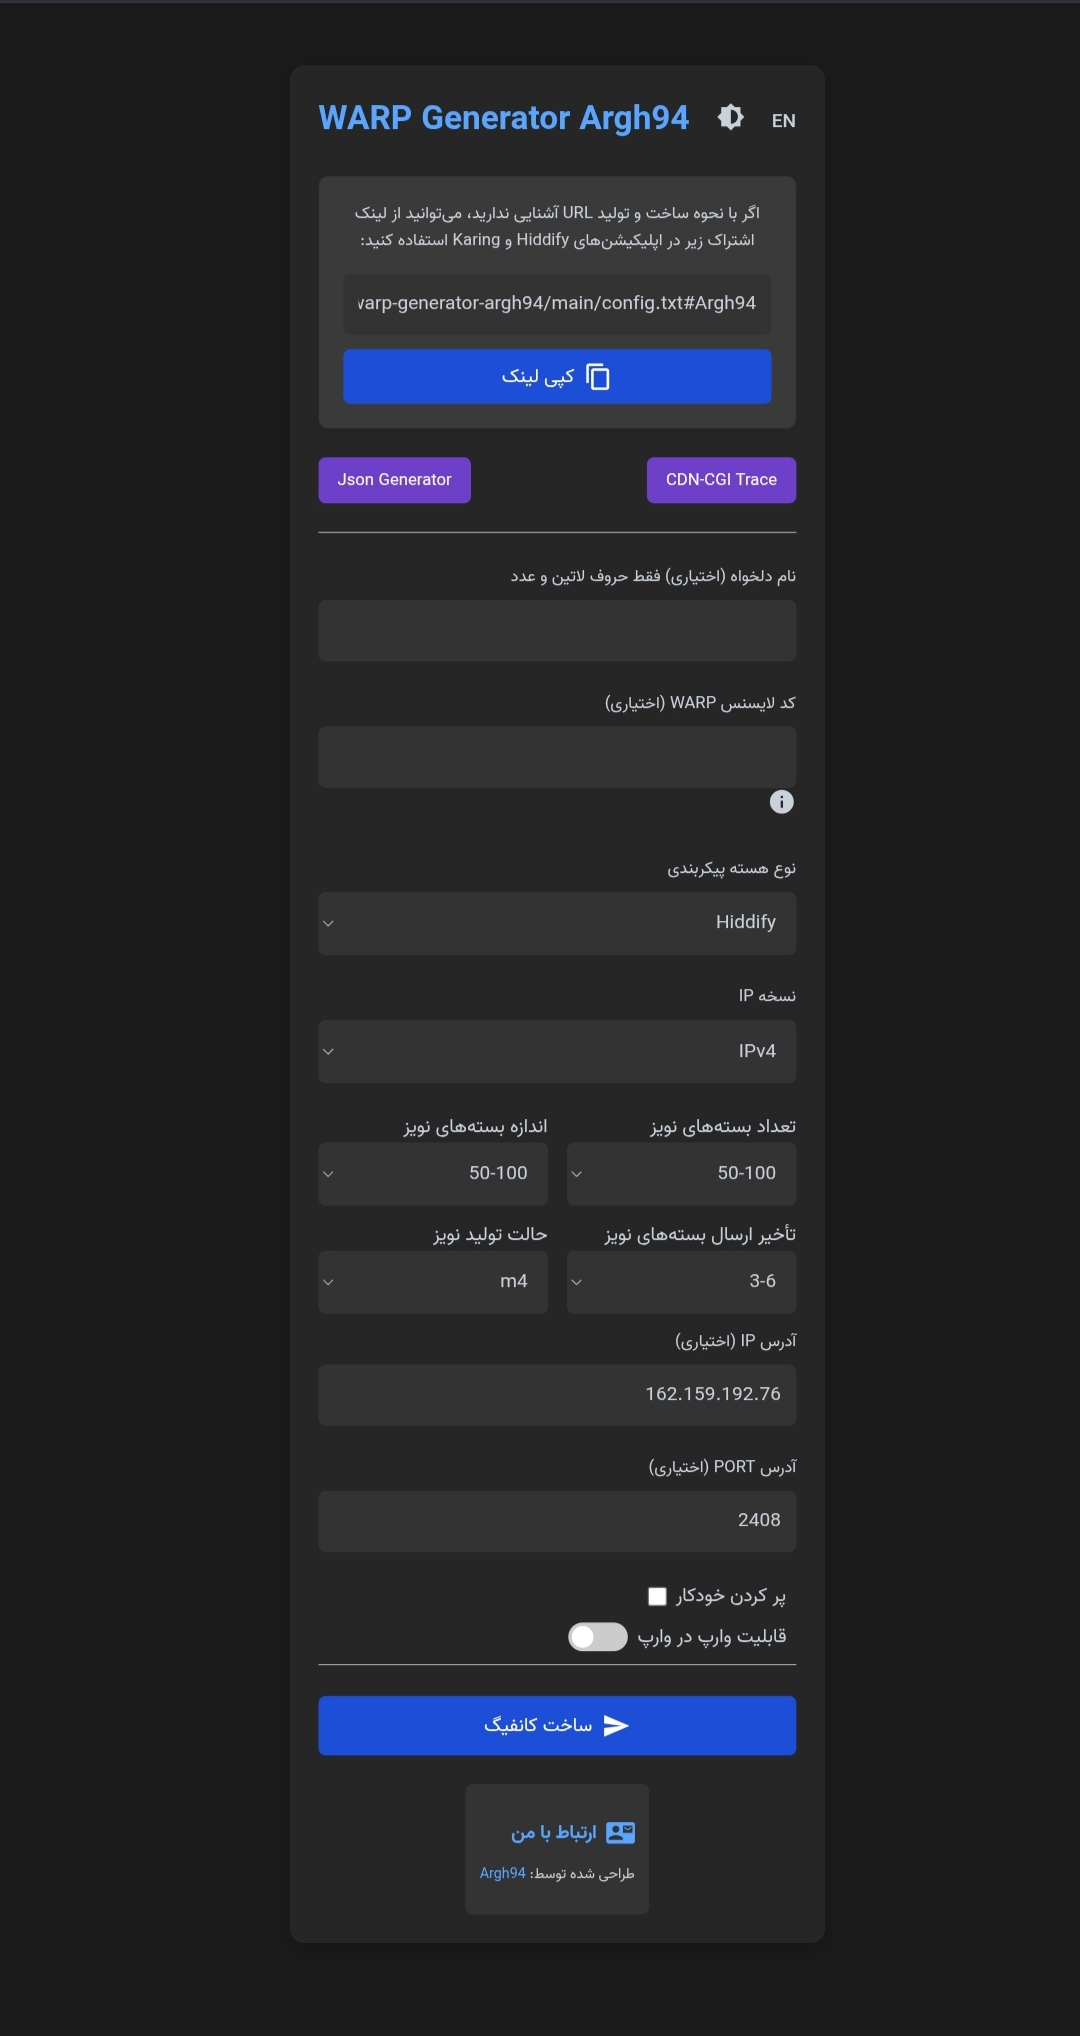 WARP Generator Argh94
EN
اگر با نحوه ساخت و تولید URL آشنایی ندارید، می‌توانید از لینک
اشتراک زیر در اپلیکیشن‌های Hiddify و Karing استفاده کنید:
warp-generator-argh94/main/config.txt#Argh94
کپی لینک
CDN-CGI Trace
Json Generator
نام دلخواه (اختیاری) فقط حروف لاتین و عدد
کد لایسنس WARP (اختیاری)
نوع هسته پیکربندی
Hiddify
نسخه IP
IPv4
تعداد بسته‌های نویز
اندازه بسته‌های نویز
50-100
50-100
تأخیر ارسال بسته‌های نویز
حالت تولید نویز
3-6
m4
آدرس IP (اختیاری)
162.159.192.76
آدرس PORT (اختیاری)
2408
پر کردن خودکار
قابلیت وارپ در وارپ
ساخت کانفیگ
ارتباط با من
طراحی شده توسط: Argh94